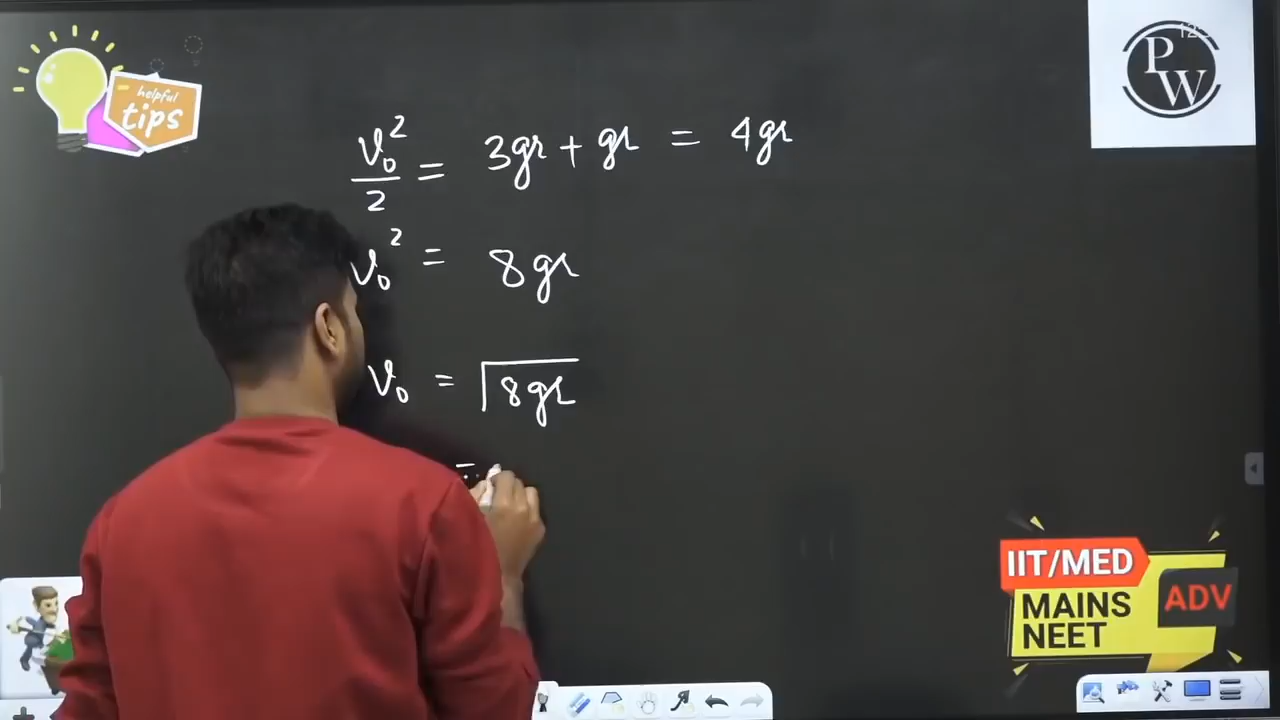 helpful
tips
PW
v₀²/2 = 3gr + gr = 4gr
v₀² = 8gr
v₀ = √8gr
=
IIT/MED
MAINS
NEET
ADV